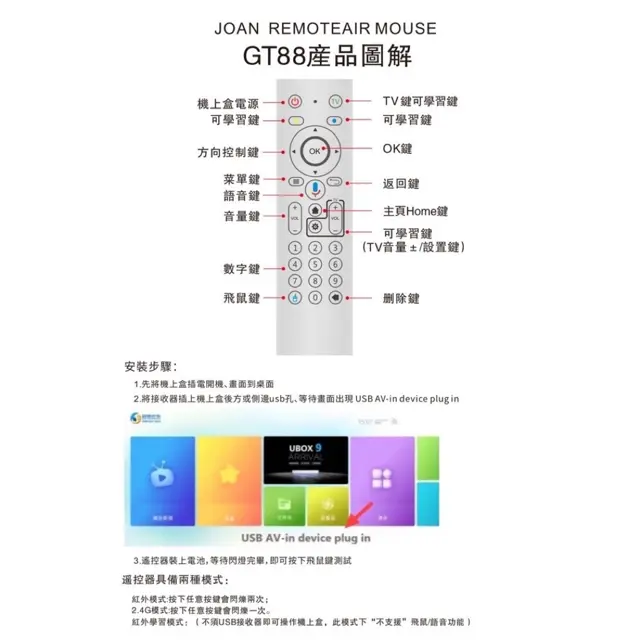 JOAN REMOTEAIR MOUSE
GT88産品圖解
機上盒電源
TV
TV鍵可學習鍵
可學習鍵
可學習鍵
OK
OK鍵
方向控制鍵
菜單鍵
返回鍵
語音鍵
主頁Home鍵
音量鍵
+ VOL −
+ VOL −
可學習鍵
(TV音量±/設置鍵)
1 2 3
4 5 6
7 8 9
0
數字鍵
飛鼠鍵
刪除鍵
安裝步驟:
1.先將機上盒插電開機、畫面到桌面
2.將接收器插上機上盒後方或側邊usb孔、等待畫面出現 USB AV-in device plug in
UBOX 9
ARRIVAL
USB AV-in device plug in
3.遙控器裝上電池,等待閃燈完畢,即可按下飛鼠鍵測試
遙控器具備兩種模式:
紅外模式:按下任意按鍵會閃爍兩次;
2.4G模式:按下任意按鍵會閃爍一次。
紅外學習模式:(不須USB接收器即可操作機上盒,此模式下“不支援”飛鼠/語音功能)